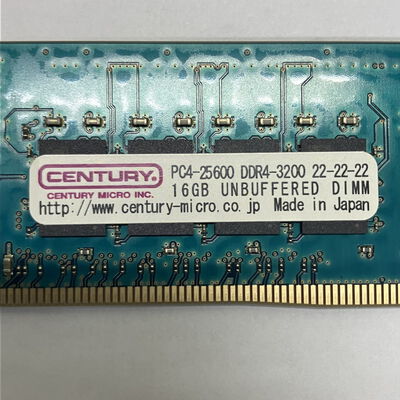 CENTURY. PC4-25600 DDR4-3200 22-22-22
CENTURY MICRO INC. 16GB UNBUFFERED DIMM
http://www.century-micro.co.jp Made in Japan